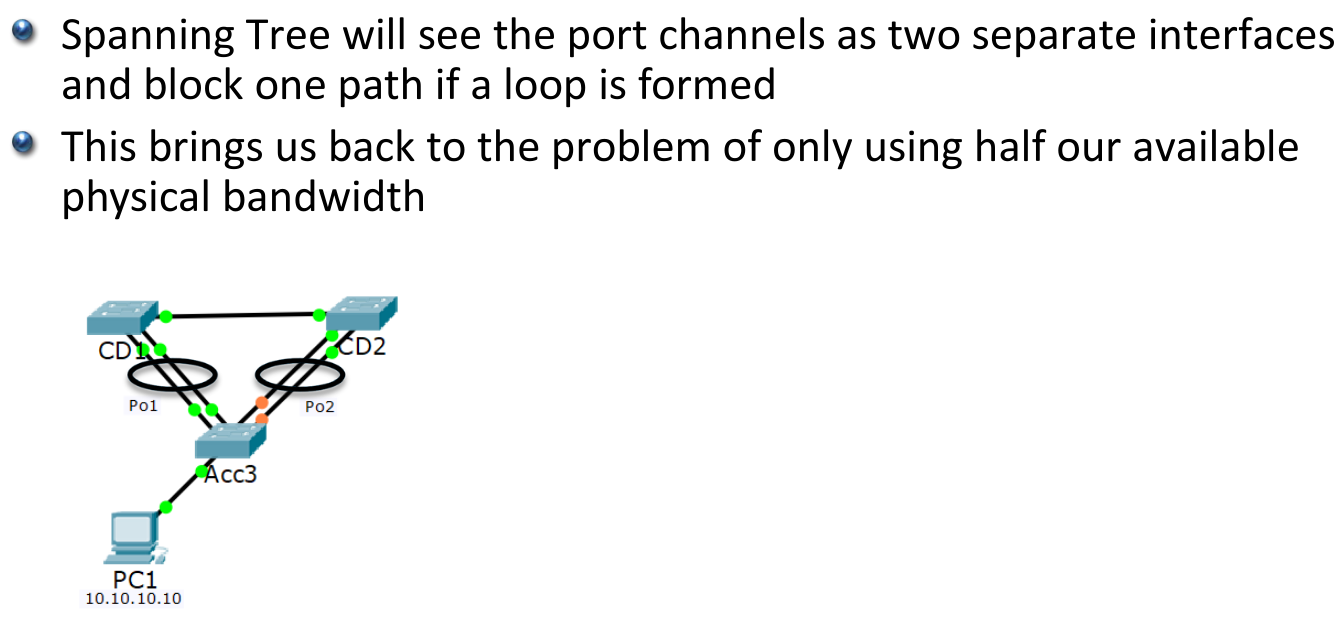 Spanning Tree will see the port channels as two separate interfaces
and block one path if a loop is formed
This brings us back to the problem of only using half our available
physical bandwidth
CD1
CD2
Po1
Po2
Acc3
PC1
10.10.10.10